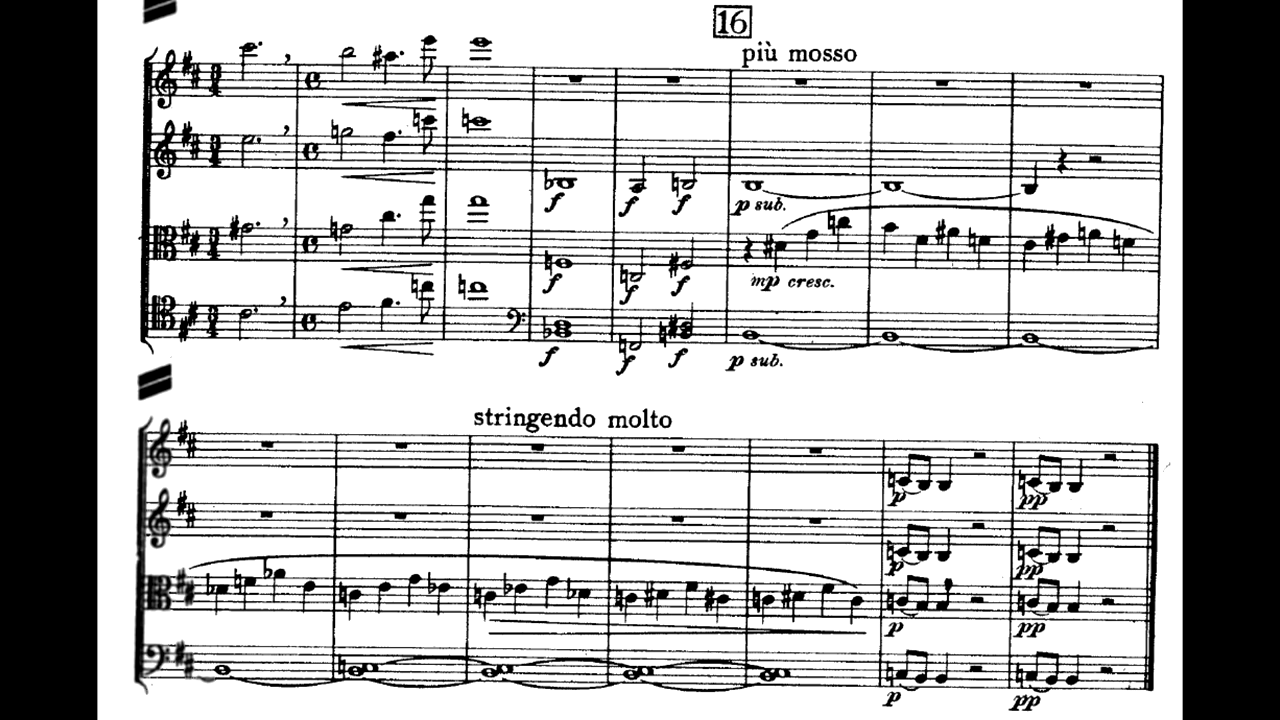 16
più mosso
f f f
p sub.
mp cresc.
f f f
f f f
p sub.
stringendo molto
p pp
p pp
p pp
p pp